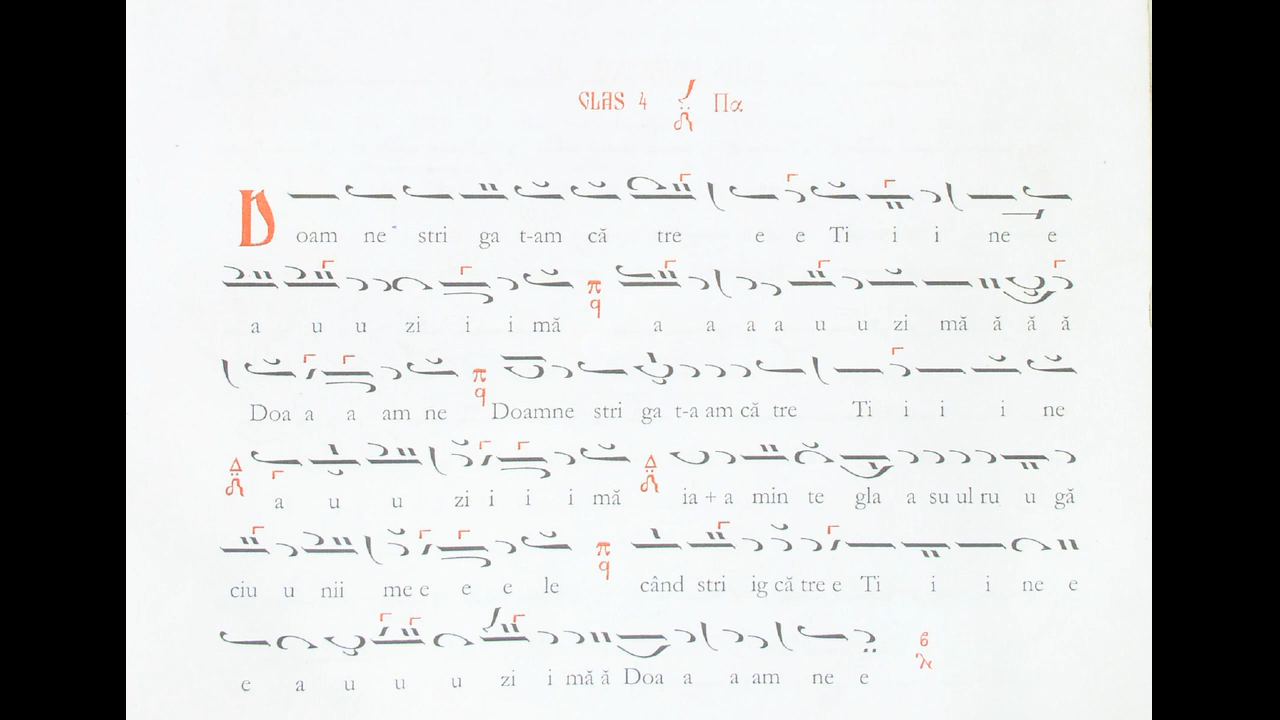 GLAS 4 Πα
Doam ne stri ga t-am că tre e e Ti i i ne e
a u u zi i i mă π q a a a a u u zi mă ă ă ă
Doa a a am ne π q Doamne stri ga t-a am că tre Ti i i i ne
Δ a u u zi i i i mă Δ ia + a min te gla a su ul ru u gă
ciu u nii me e e e le π q când stri ig că tre e Ti i i ne e
e a u u u zi i mă ă Doa a a am ne e